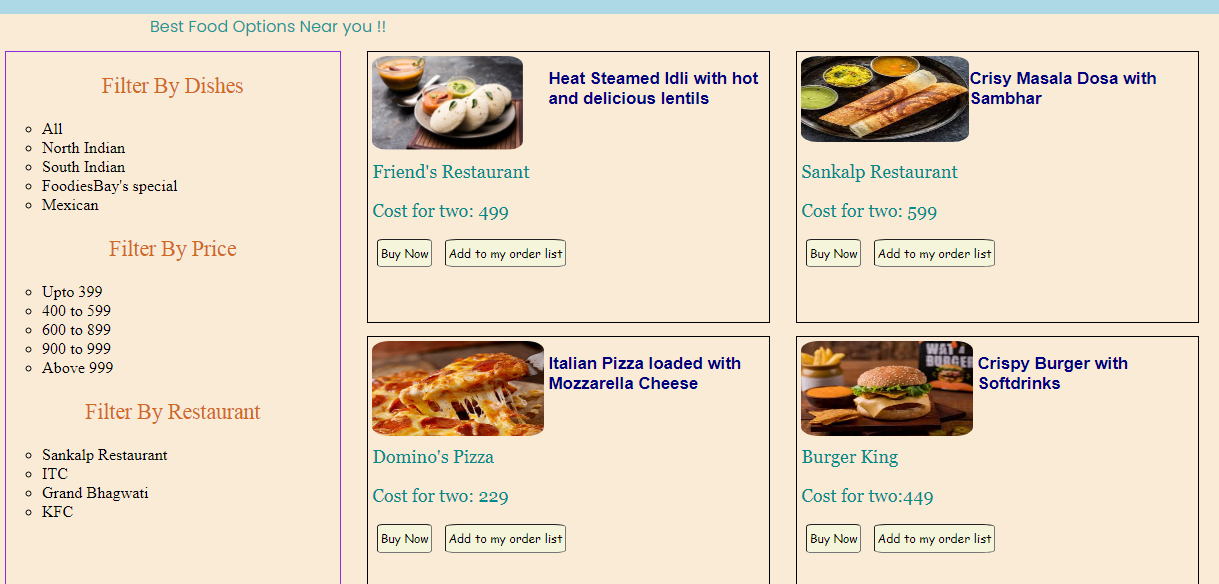 Best Food Options Near you !!
Filter By Dishes
All
North Indian
South Indian
FoodiesBay's special
Mexican
Filter By Price
Upto 399
400 to 599
600 to 899
900 to 999
Above 999
Filter By Restaurant
Sankalp Restaurant
ITC
Grand Bhagwati
KFC
Heat Steamed Idli with hot
and delicious lentils
Friend's Restaurant
Cost for two: 499
Buy Now
Add to my order list
Crisy Masala Dosa with
Sambhar
Sankalp Restaurant
Cost for two: 599
Buy Now
Add to my order list
Italian Pizza loaded with
Mozzarella Cheese
Domino's Pizza
Cost for two: 229
Buy Now
Add to my order list
WAT A
BURGER
Crispy Burger with
Softdrinks
Burger King
Cost for two:449
Buy Now
Add to my order list